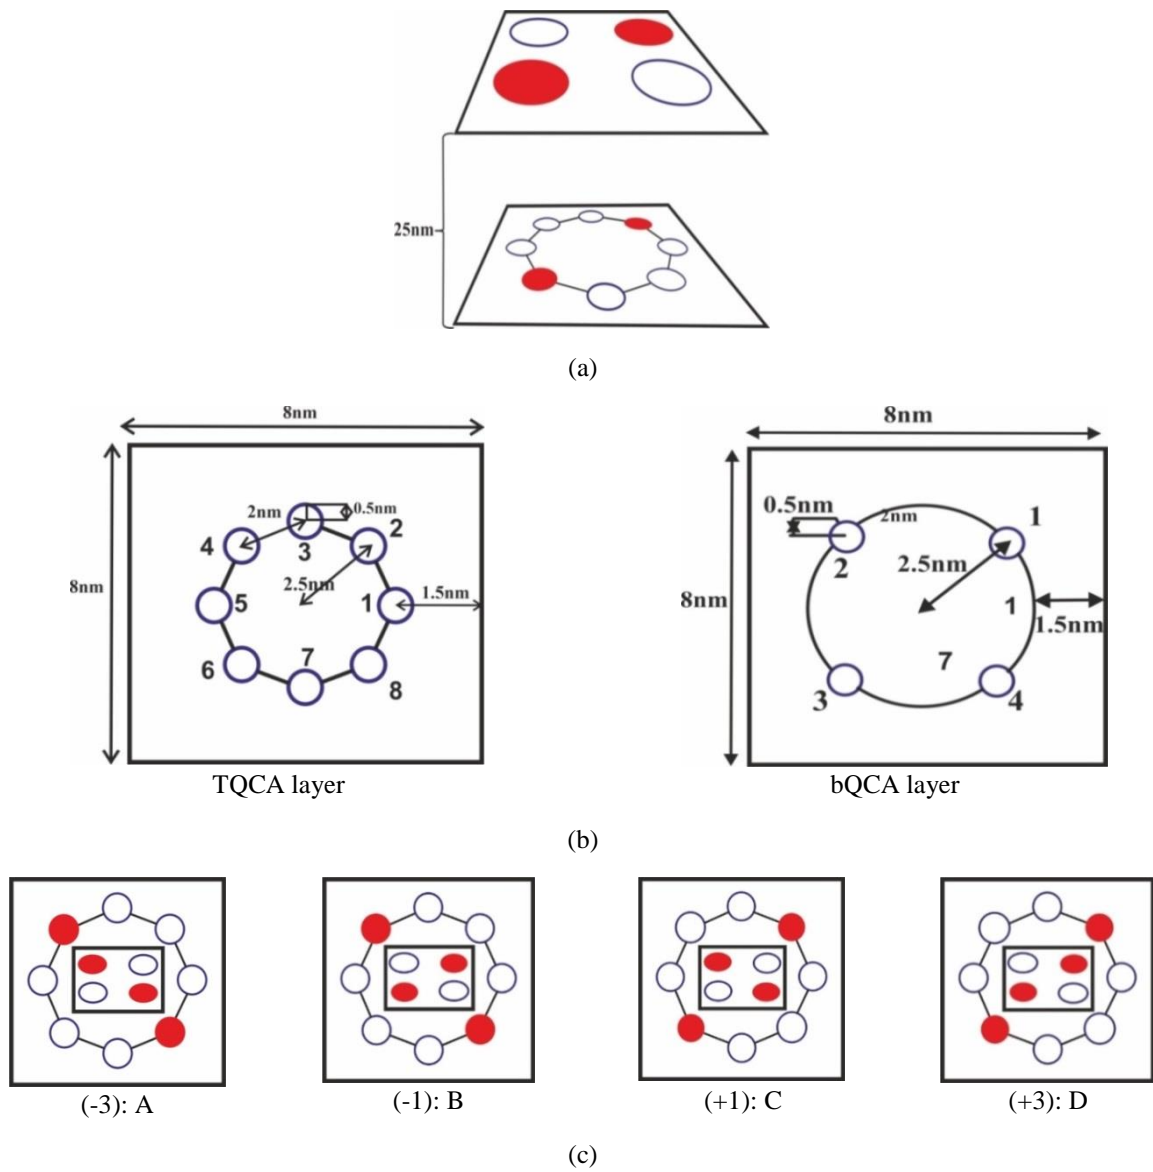 25nm
(a)
8nm
8nm
2nm
0.5nm
4
3
2
2.5nm
1.5nm
5
1
6
7
8
TQCA layer
8nm
8nm
0.5nm
2nm
1
2
2.5nm
1
1.5nm
7
3
4
bQCA layer
(b)
(-3): A
(-1): B
(+1): C
(+3): D
(c)